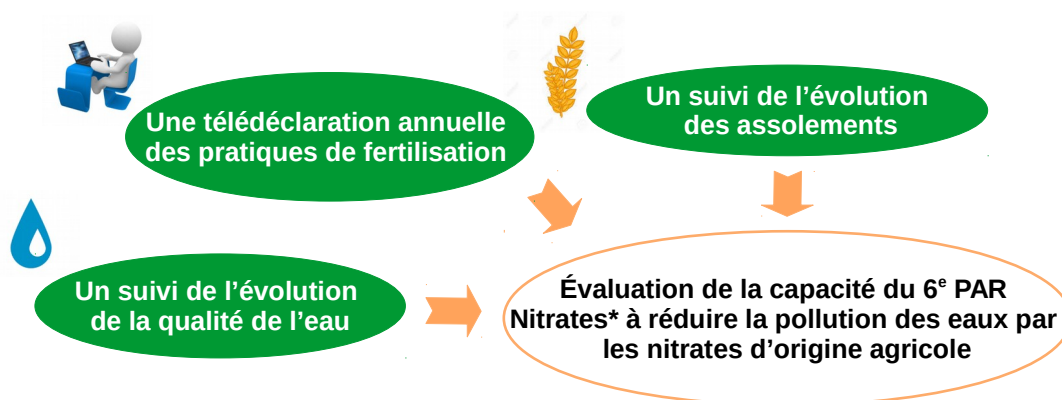 Une télédéclaration annuelle
des pratiques de fertilisation
Un suivi de l’évolution
des assolements
Un suivi de l’évolution
de la qualité de l’eau
Évaluation de la capacité du 6e PAR
Nitrates* à réduire la pollution des eaux par
les nitrates d’origine agricole